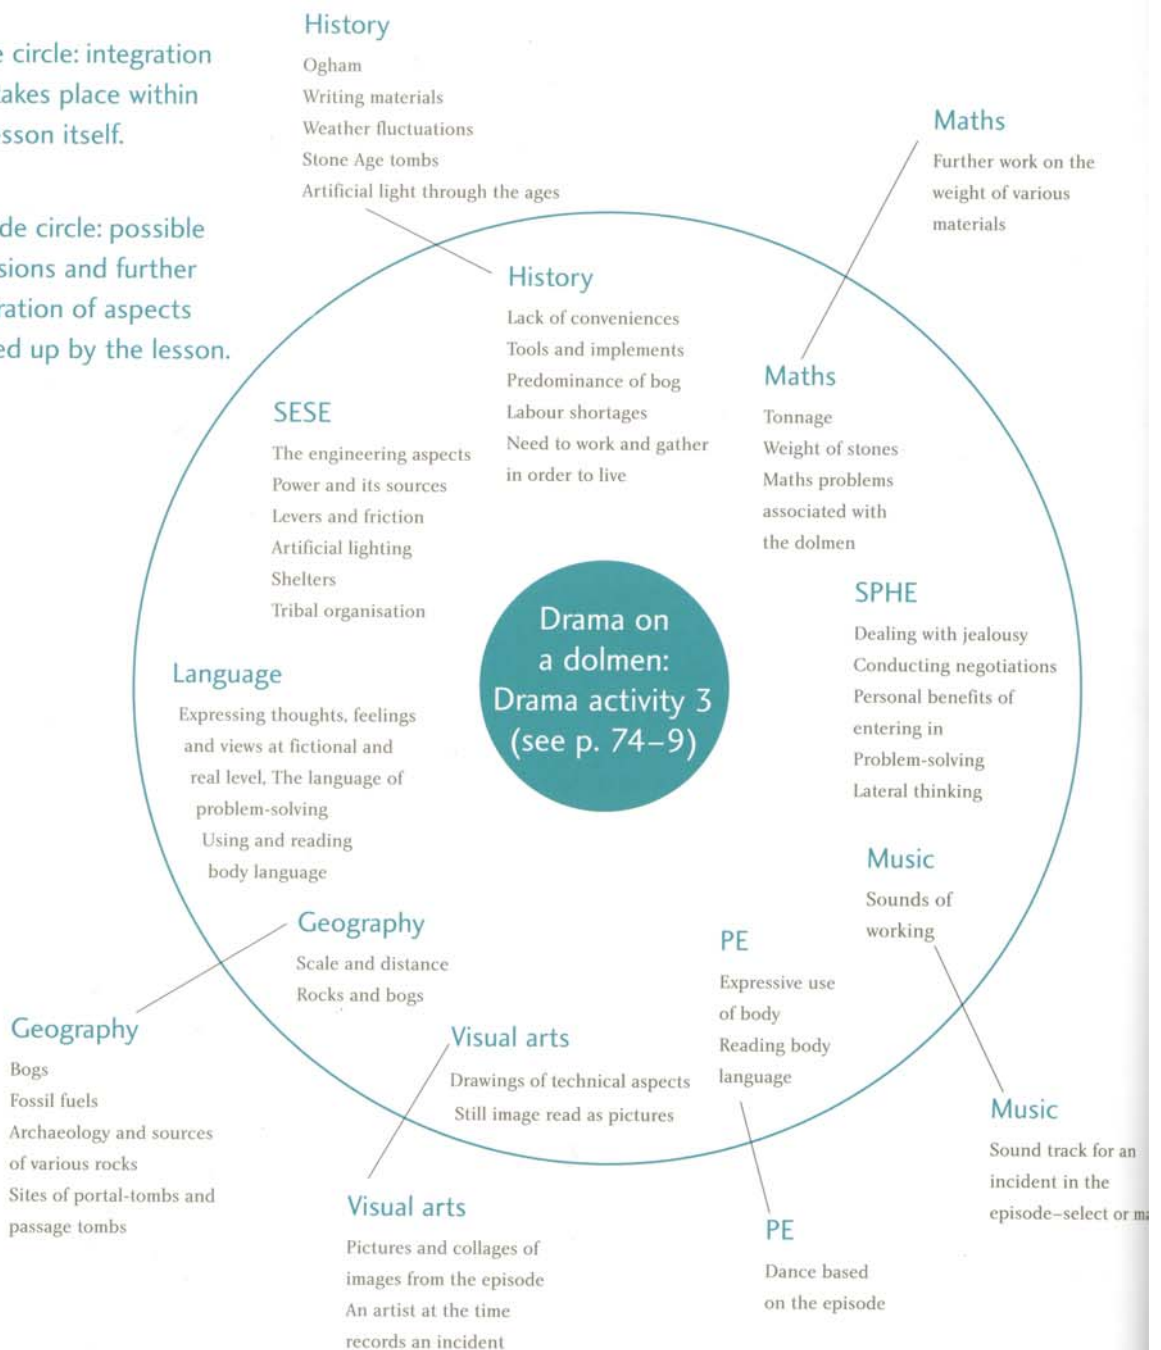 circle: integration
takes place within
lesson itself.
circle: possible
and further
of aspects
up by the lesson.
History
Ogham
Writing materials
Weather fluctuations
Stone Age tombs
Artificial light through the ages
Maths
Further work on the
weight of various
materials
History
Lack of conveniences
Tools and implements
Predominance of bog
Labour shortages
Need to work and gather
in order to live
Maths
Tonnage
Weight of stones
Maths problems
associated with
the dolmen
SESE
The engineering aspects
Power and its sources
Levers and friction
Artificial lighting
Shelters
Tribal organisation
Drama on
a dolmen:
Drama activity 3
(see p. 74–9)
SPHE
Dealing with jealousy
Conducting negotiations
Personal benefits of
entering in
Problem-solving
Lateral thinking
Language
Expressing thoughts, feelings
and views at fictional and
real level, The language of
problem-solving
Using and reading
body language
Music
Sounds of
working
Geography
Scale and distance
Rocks and bogs
PE
Expressive use
of body
Reading body
language
Visual arts
Drawings of technical aspects
Still image read as pictures
Geography
Bogs
Fossil fuels
Archaeology and sources
of various rocks
Sites of portal-tombs and
passage tombs
Music
Sound track for an
incident in the
episode–select or
Visual arts
Pictures and collages of
images from the episode
An artist at the time
records an incident
PE
Dance based
on the episode